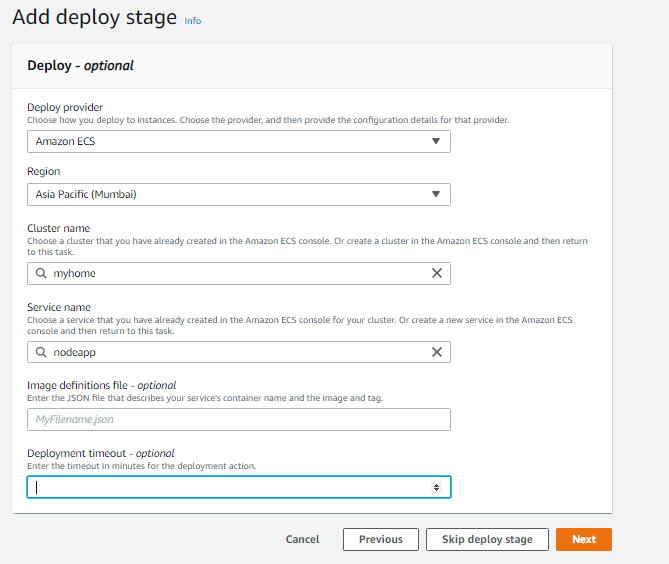 Add deploy stage Info
Deploy - optional
Deploy provider
Choose how you deploy to instances. Choose the provider, and then provide the configuration details for that provider.
Amazon ECS
Region
Asia Pacific (Mumbai)
Cluster name
Choose a cluster that you have already created in the Amazon ECS console. Or create a cluster in the Amazon ECS console and then return
to this task.
myhome
Service name
Choose a service that you have already created in the Amazon ECS console for your cluster. Or create a new service in the Amazon ECS
console and then return to this task.
nodeapp
Image definitions file - optional
Enter the JSON file that describes your service's container name and the image and tag.
MyFilename.json
Deployment timeout - optional
Enter the timeout in minutes for the deployment action.
Cancel Previous Skip deploy stage Next